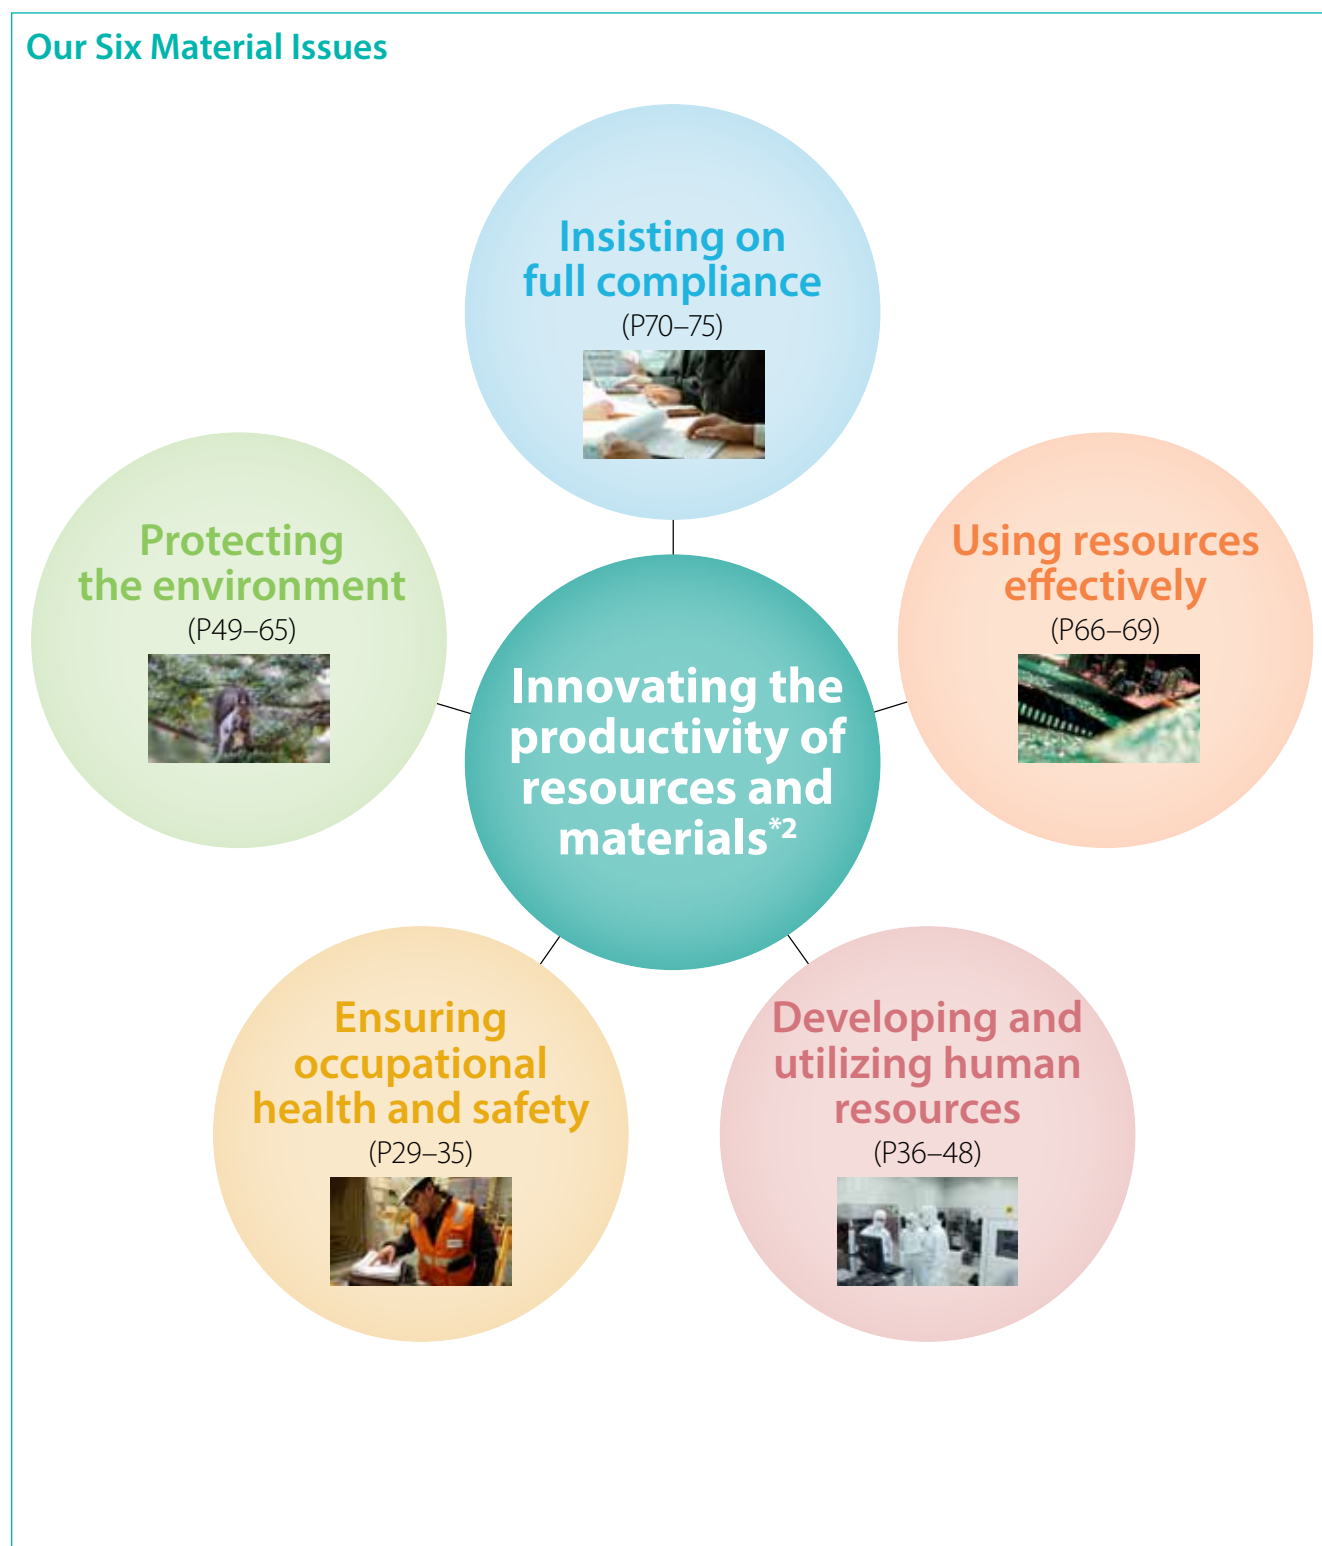 Our Six Material Issues
Insisting on
full compliance
(P70–75)
Protecting
the environment
(P49–65)
Using resources
effectively
(P66–69)
Innovating the
productivity of
resources and
materials*2
Ensuring
occupational
health and safety
(P29–35)
Developing and
utilizing human
resources
(P36–48)